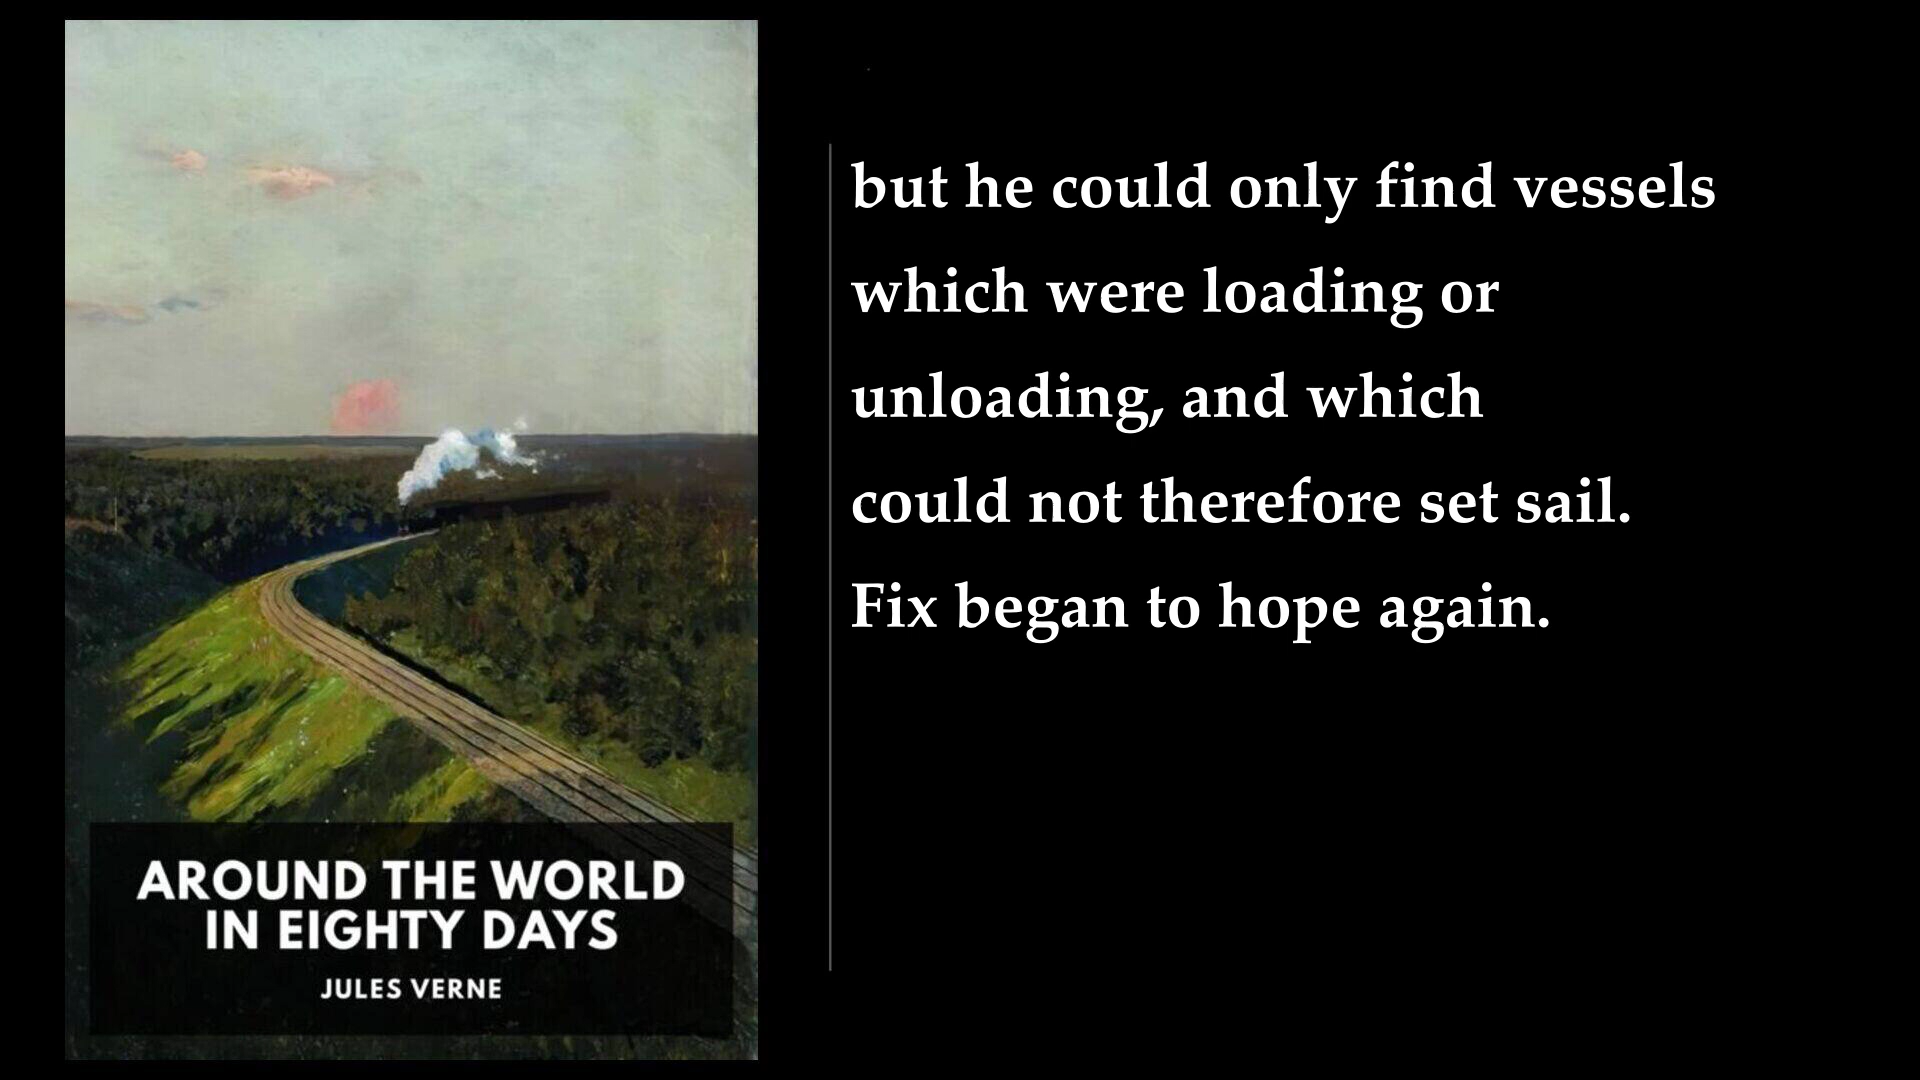 but he could only find vessels
which were loading or
unloading, and which
could not therefore set sail.
Fix began to hope again.
AROUND THE WORLD
IN EIGHTY DAYS
JULES VERNE